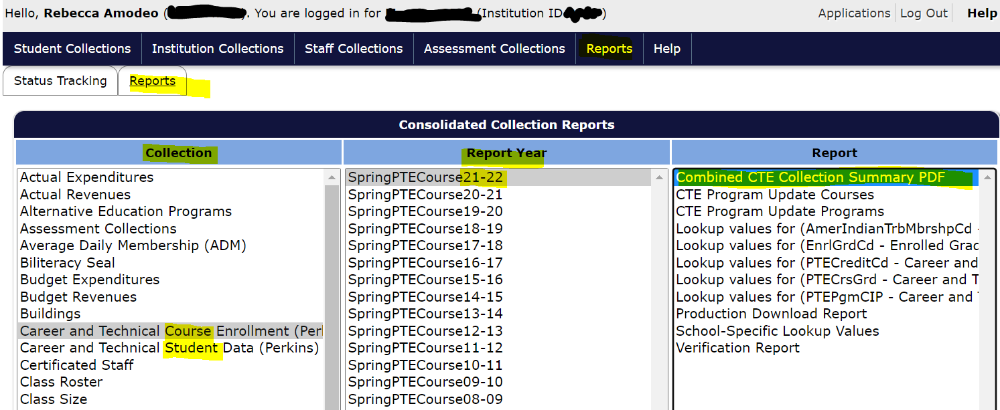 Hello, Rebecca Amodeo ( ). You are logged in for (Institution ID ) Applications Log Out Help
Student Collections Institution Collections Staff Collections Assessment Collections Reports Help
Status Tracking Reports
Consolidated Collection Reports
Collection Report Year Report
Actual Expenditures SpringPTECourse21-22 Combined CTE Collection Summary PDF
Actual Revenues SpringPTECourse20-21 CTE Program Update Courses
Alternative Education Programs SpringPTECourse19-20 CTE Program Update Programs
Assessment Collections SpringPTECourse18-19 Lookup values for (AmerIndianTrbMbrshpCd -
Average Daily Membership (ADM) SpringPTECourse17-18 Lookup values for (EnrlGrdCd - Enrolled Grad
Biliteracy Seal SpringPTECourse16-17 Lookup values for (PTECreditCd - Career and
Budget Expenditures SpringPTECourse15-16 Lookup values for (PTECrsGrd - Career and T
Budget Revenues SpringPTECourse14-15 Lookup values for (PTEPgmCIP - Career and
Buildings SpringPTECourse13-14 Production Download Report
Career and Technical Course Enrollment (Perl SpringPTECourse12-13 School-Specific Lookup Values
Career and Technical Student Data (Perkins) SpringPTECourse11-12 Verification Report
Certificated Staff SpringPTECourse10-11
Class Roster SpringPTECourse09-10
Class Size SpringPTECourse08-09